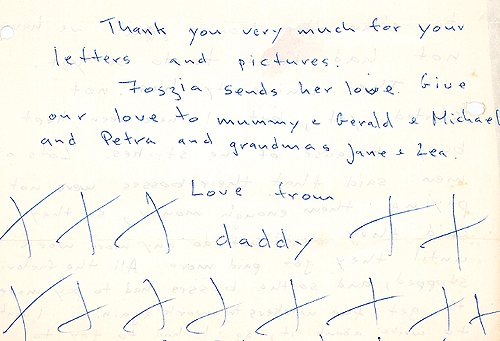 Thank you very much for your
letters and pictures.
Foszia sends her love. Give
our love to mummy & Gerald & Michael
and Petra and grandmas Jane & Lea.
Love from
daddy